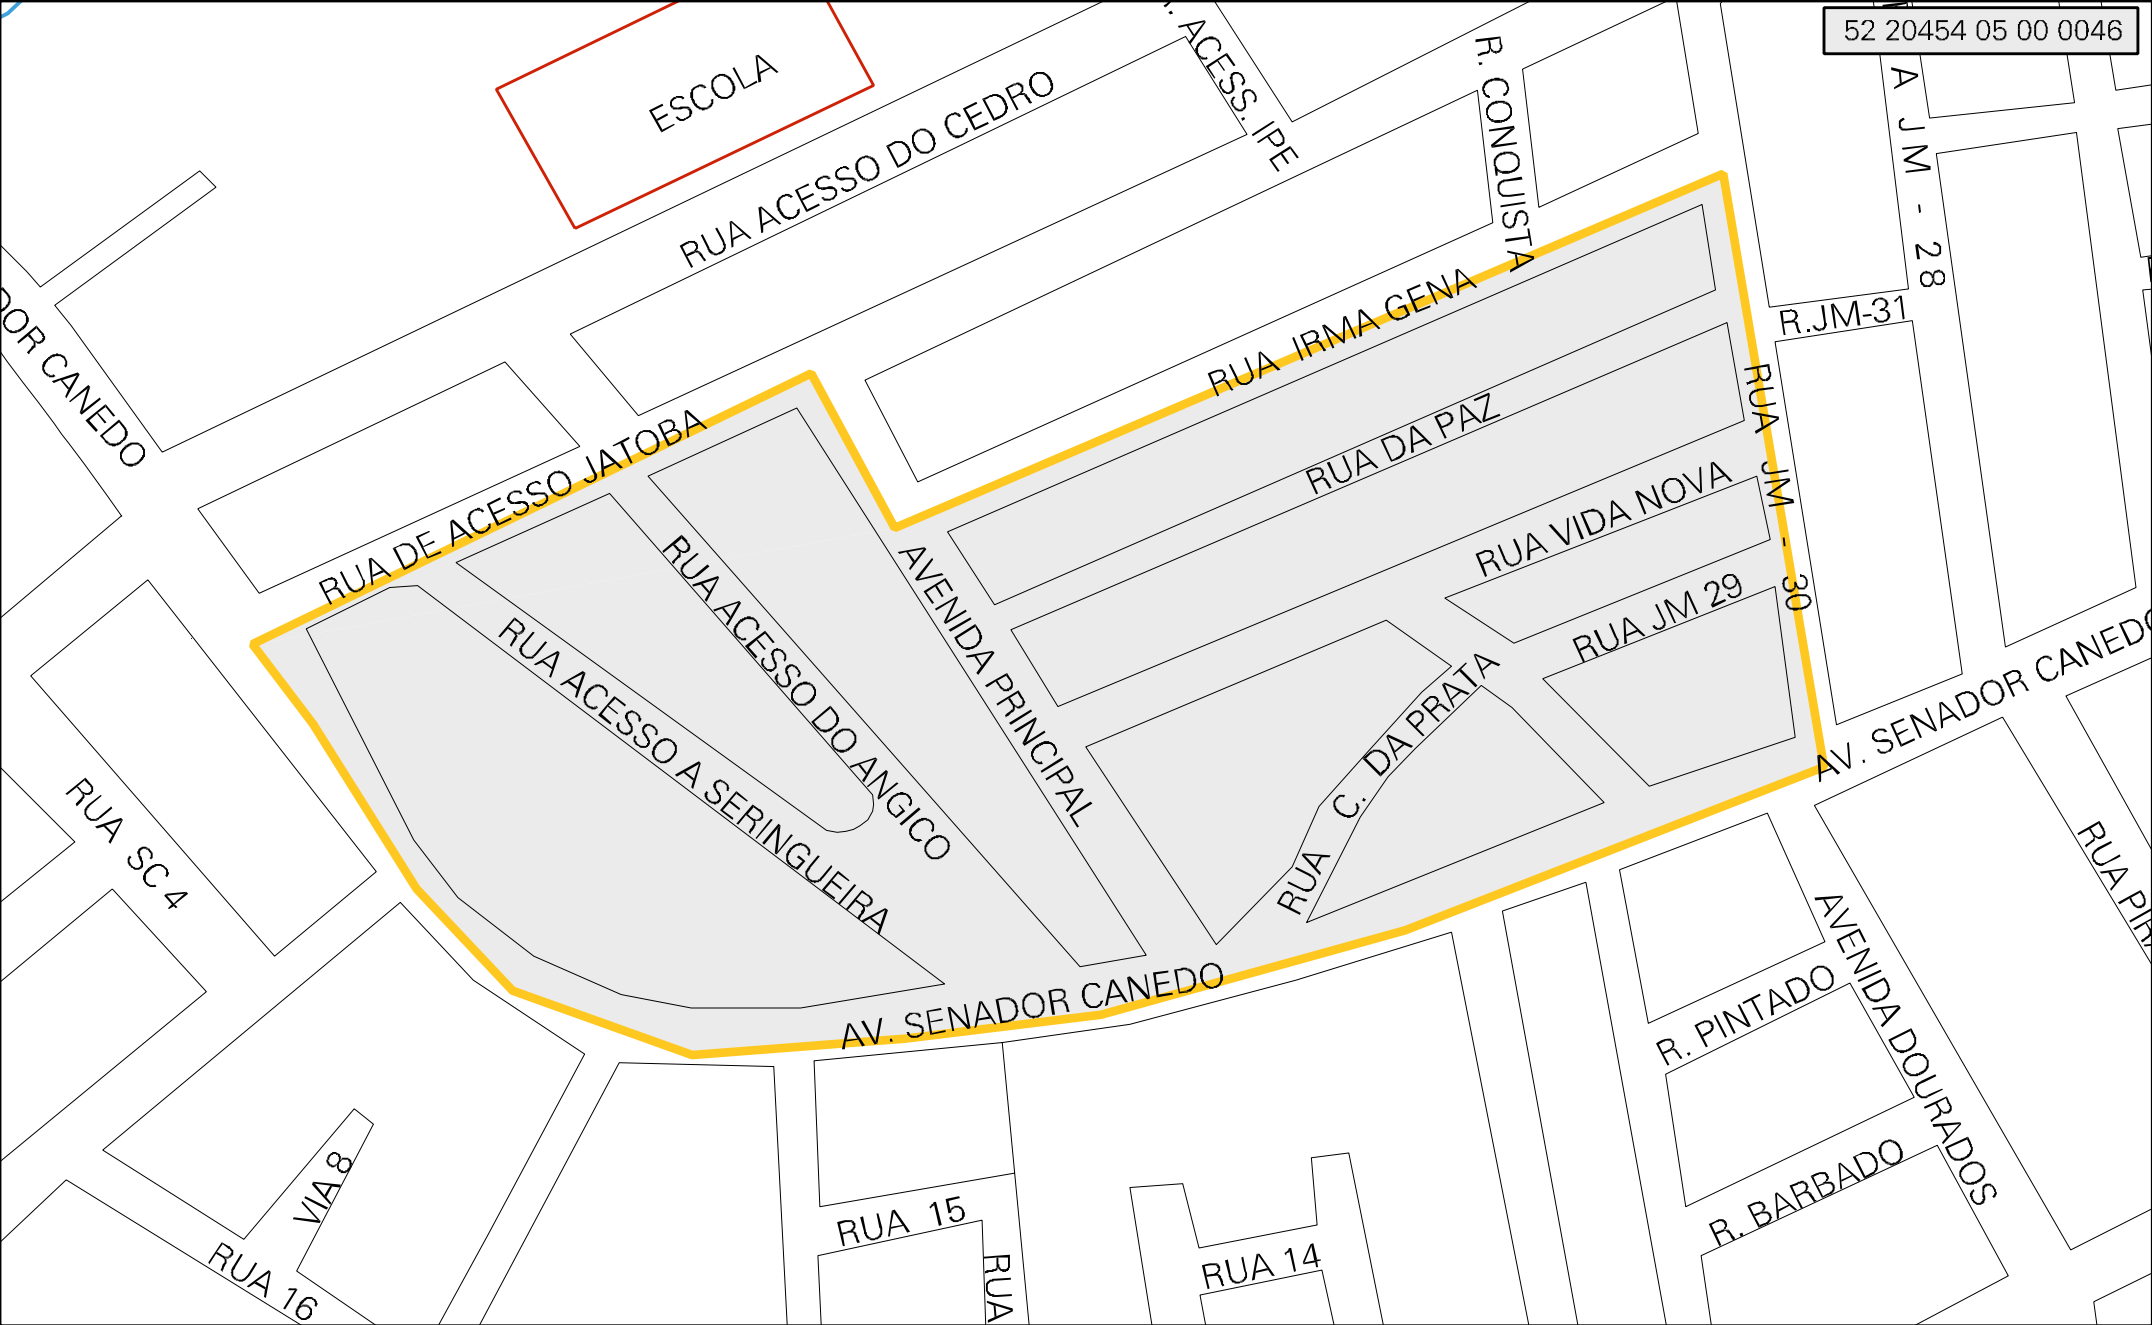 52 20454 05 00 0046
ESCOLA
RUA ACESSO DO CEDRO
ACESS. IPE
R. CONQUISTA
A JM - 28
R.JM-31
DOR CANEDO
RUA DE ACESSO JATOBA
RUA IRMA GENA
RUA DA PAZ
RUA VIDA NOVA
RUA JM - 30
RUA JM 29
RUA ACESSO DO ANGICO
RUA ACESSO A SERINGUEIRA
AVENIDA PRINCIPAL
RUA C. DA PRATA
AV. SENADOR CANEDO
AV. SENADOR CANEDO
RUA SC 4
RUA PIR
AVENIDA DOURADOS
R. PINTADO
R. BARBADO
VIA 8
RUA 16
RUA 15
RUA
RUA 14